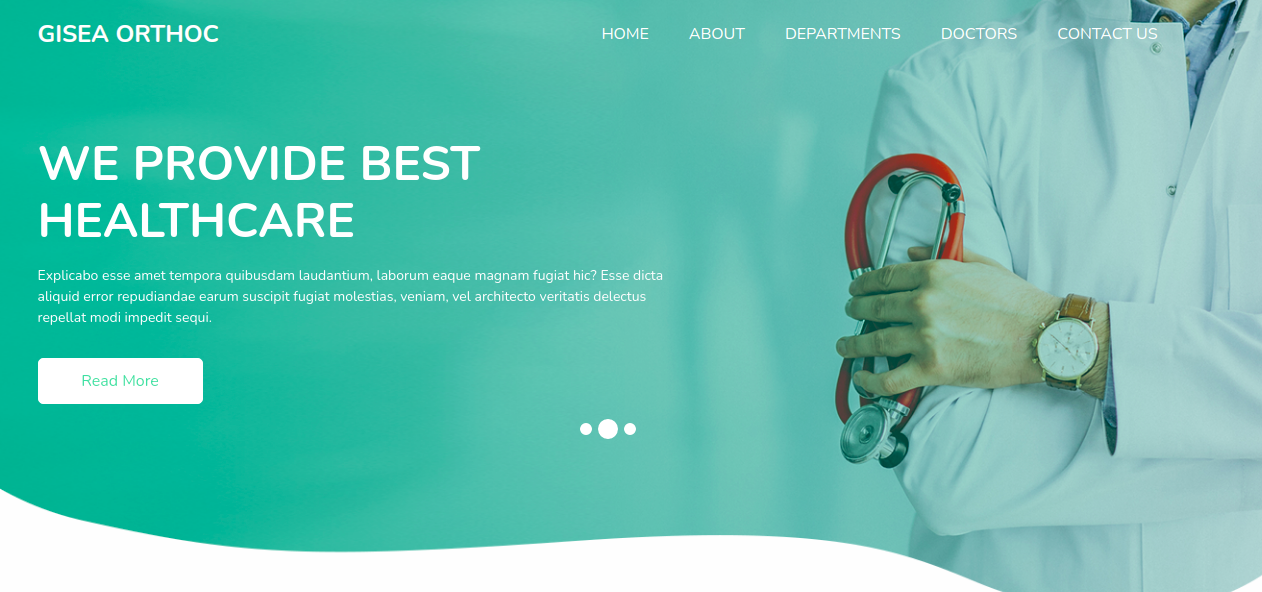 GISEA ORTHOC
HOME ABOUT DEPARTMENTS DOCTORS CONTACT US
WE PROVIDE BEST
HEALTHCARE
Explicabo esse amet tempora quibusdam laudantium, laborum eaque magnam fugiat hic? Esse dicta
aliquid error repudiandae earum suscipit fugiat molestias, veniam, vel architecto veritatis delectus
repellat modi impedit sequi.
Read More